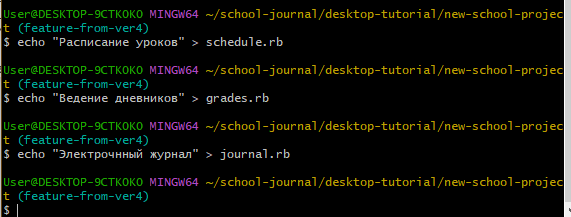 User@DESKTOP-9CTKOKO MINGW64 ~/school-journal/desktop-tutorial/new-school-projec
t (feature-from-ver4)
$ echo "Расписание уроков" > schedule.rb
User@DESKTOP-9CTKOKO MINGW64 ~/school-journal/desktop-tutorial/new-school-projec
t (feature-from-ver4)
$ echo "Ведение дневников" > grades.rb
User@DESKTOP-9CTKOKO MINGW64 ~/school-journal/desktop-tutorial/new-school-projec
t (feature-from-ver4)
$ echo "Электрочнный журнал" > journal.rb
User@DESKTOP-9CTKOKO MINGW64 ~/school-journal/desktop-tutorial/new-school-projec
t (feature-from-ver4)
$